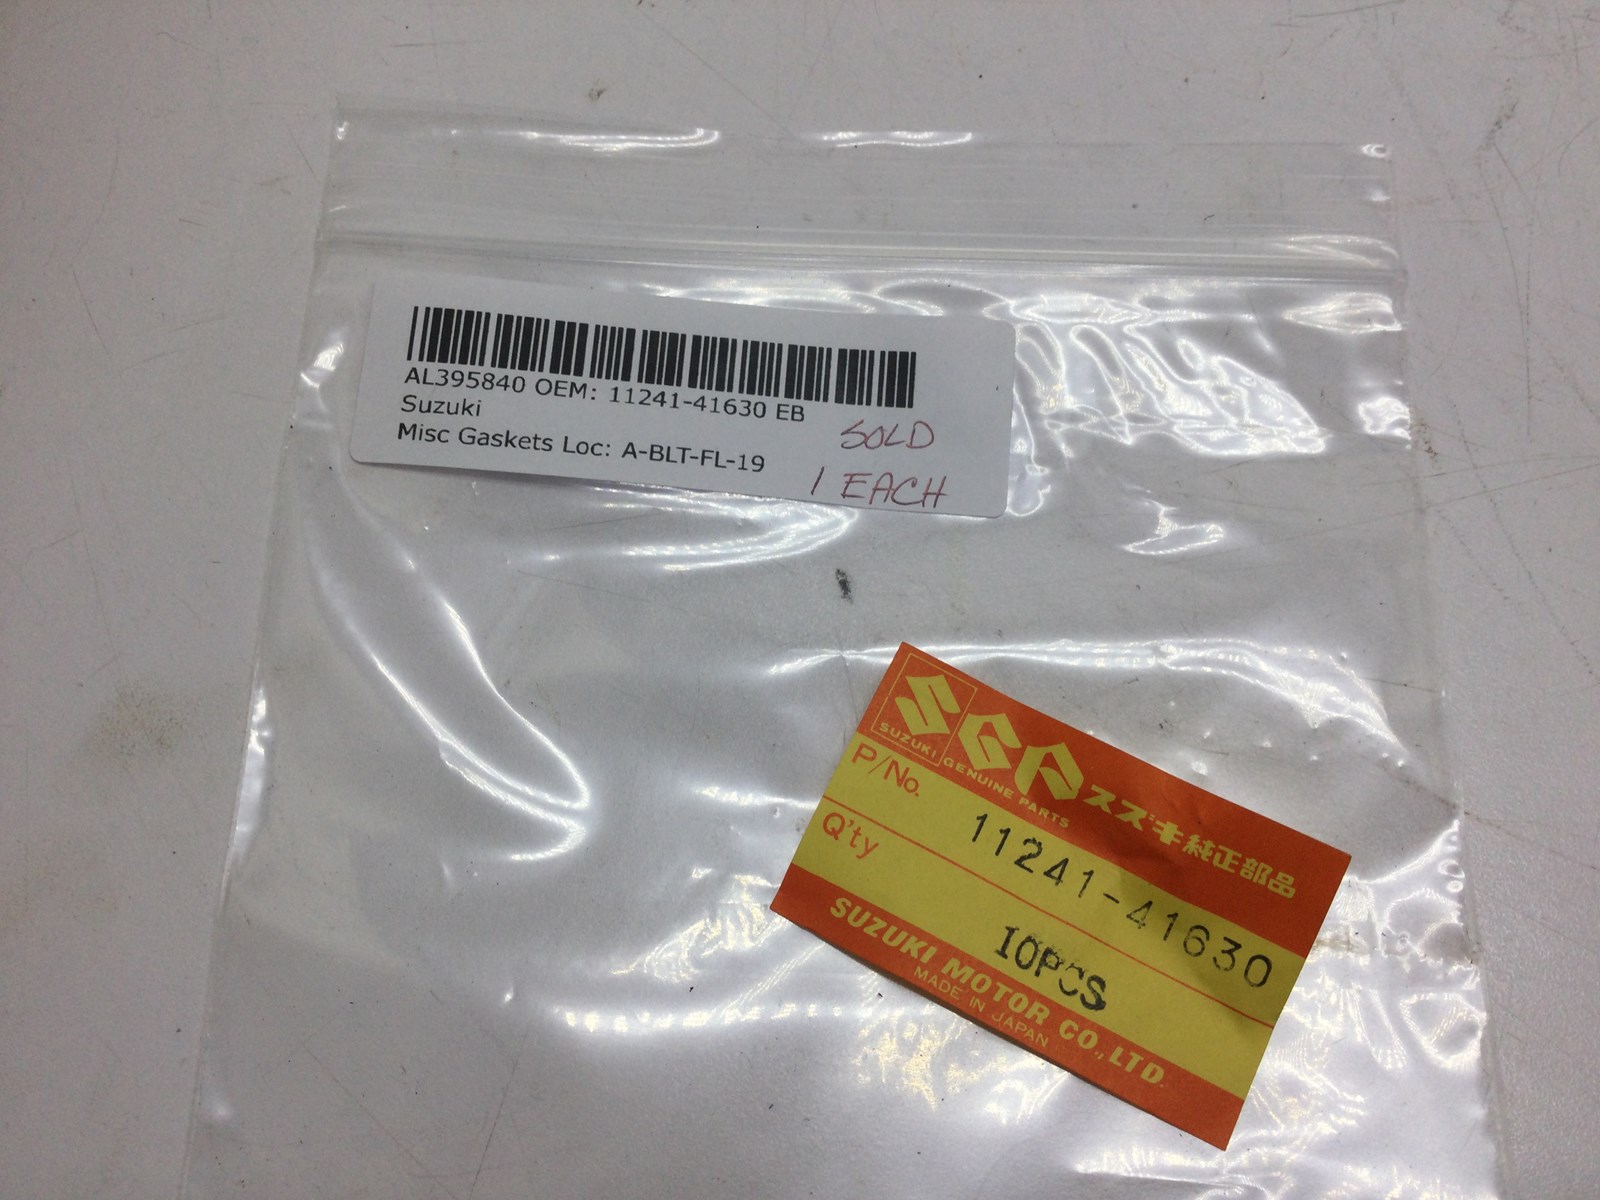 AL395840 OEM: 11241-41630 EB
Suzuki
Misc Gaskets Loc: A-BLT-FL-19
SOLD
1 EACH
SUZUKI
SGP
GENUINE PARTS
スズキ純正部品
P/No.
11241-41630
Q'ty
10PCS
SUZUKI MOTOR CO.,LTD.
MADE IN JAPAN